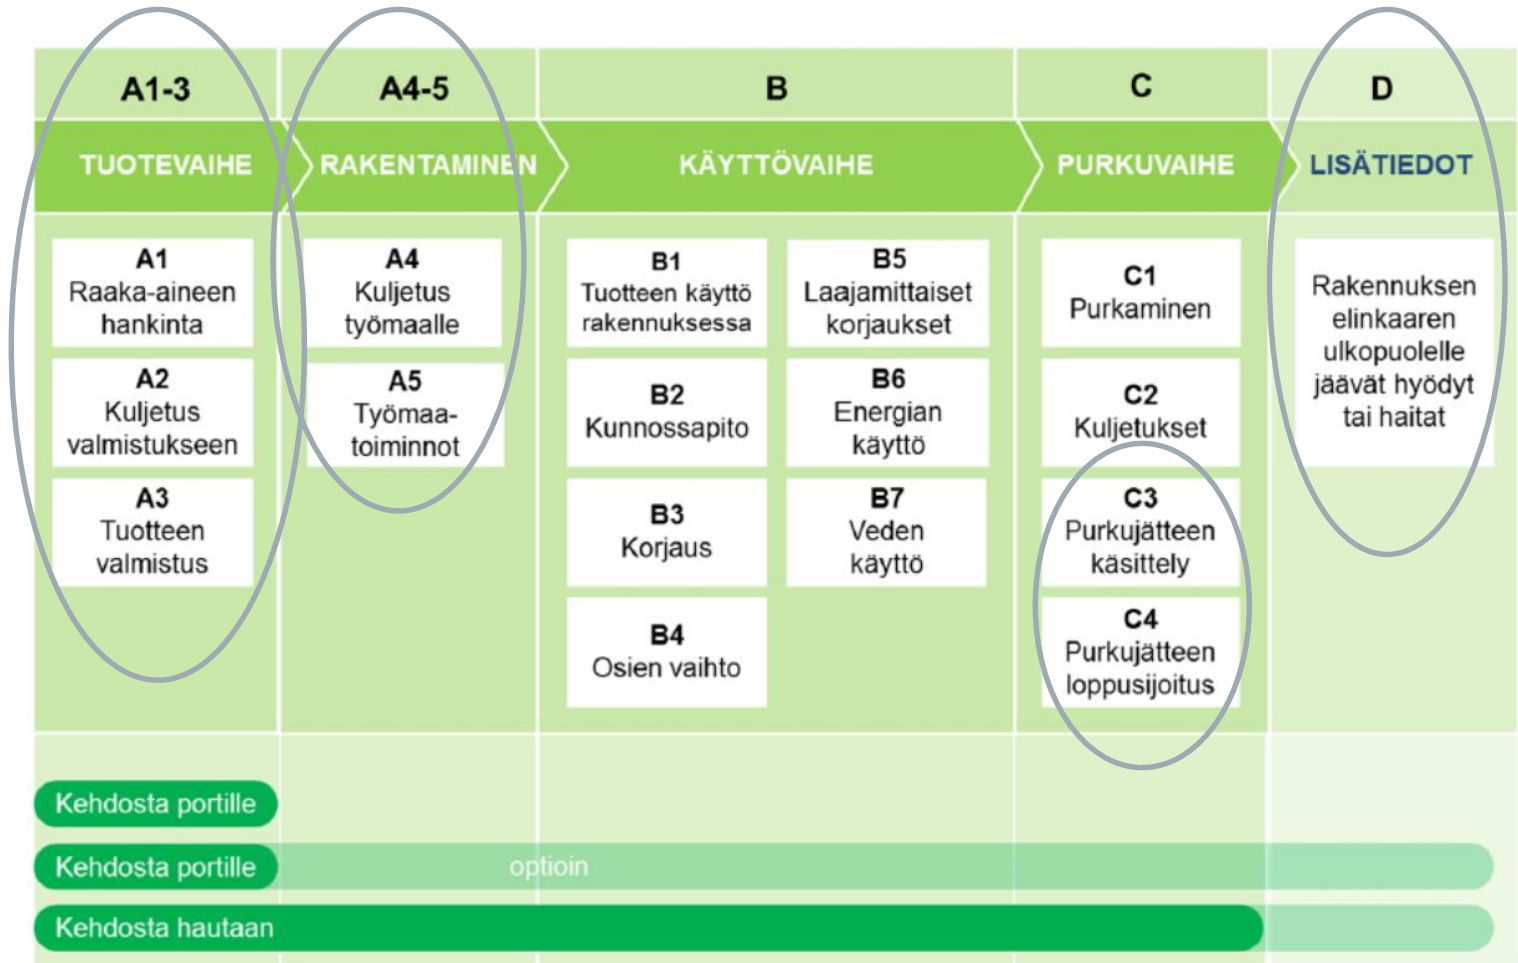 A1-3
A4-5
B
C
D
TUOTEVAIHE
RAKENTAMINEN
KÄYTTÖVAIHE
PURKUVAIHE
LISÄTIEDOT
A1
Raaka-aineen
hankinta
A2
Kuljetus
valmistukseen
A3
Tuotteen
valmistus
A4
Kuljetus
työmaalle
A5
Työmaa-
toiminnot
B1
Tuotteen käyttö
rakennuksessa
B2
Kunnossapito
B3
Korjaus
B4
Osien vaihto
B5
Laajamittaiset
korjaukset
B6
Energian
käyttö
B7
Veden
käyttö
C1
Purkaminen
C2
Kuljetukset
C3
Purkujätteen
käsittely
C4
Purkujätteen
loppusijoitus
Rakennuksen
elinkaaren
ulkopuolelle
jäävät hyödyt
tai haitat
Kehdosta portille
Kehdosta portille optioin
Kehdosta hautaan